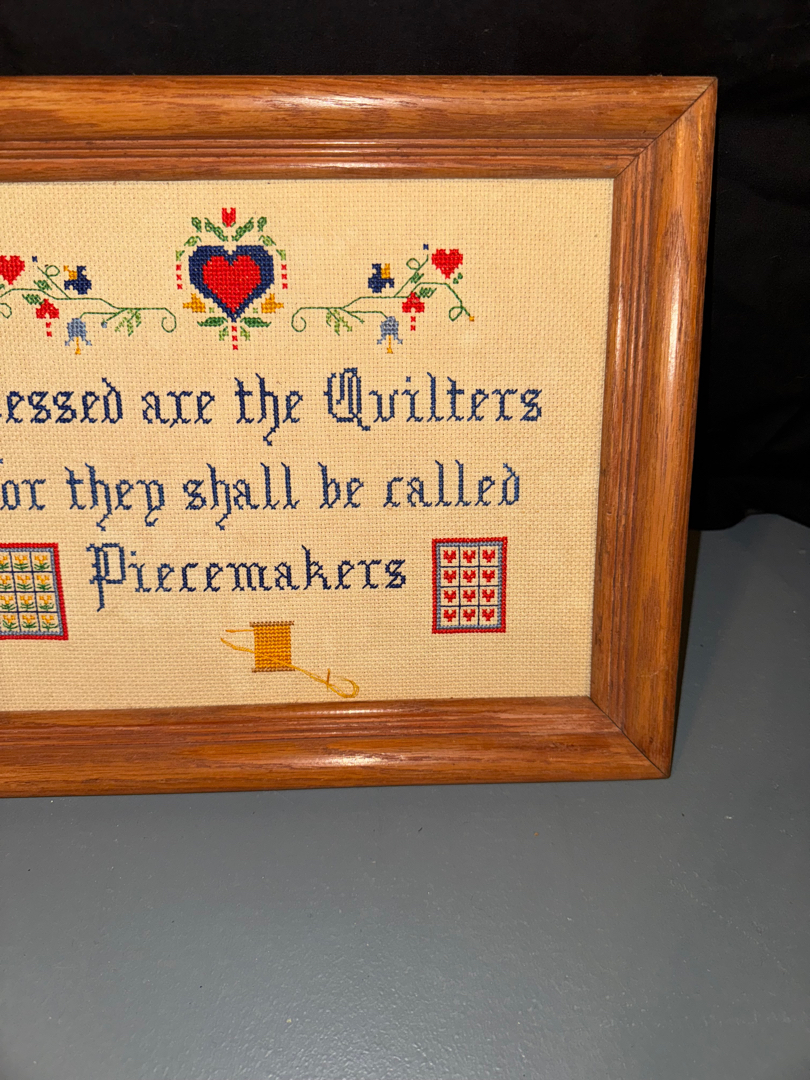 essed are the Quilters
or they shall be called
Piecemakers